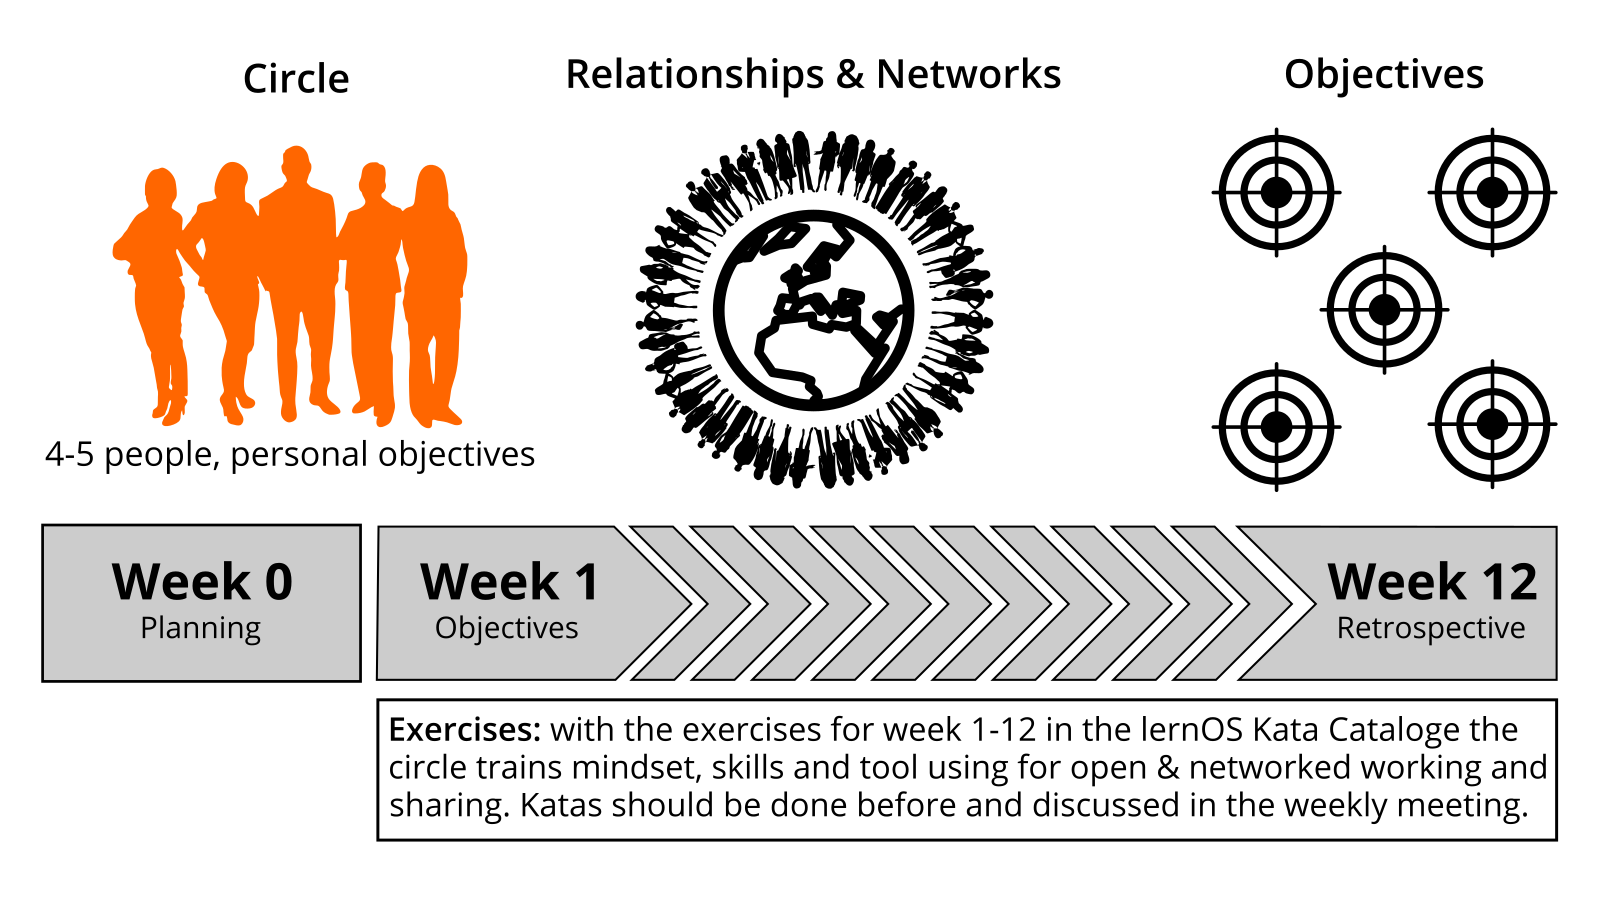 Circle
Relationships & Networks
Objectives
4-5 people, personal objectives
Week 0
Planning
Week 1
Objectives
Week 12
Retrospective
Exercises: with the exercises for week 1-12 in the lernOS Kata Cataloge the
circle trains mindset, skills and tool using for open & networked working and
sharing. Katas should be done before and discussed in the weekly meeting.